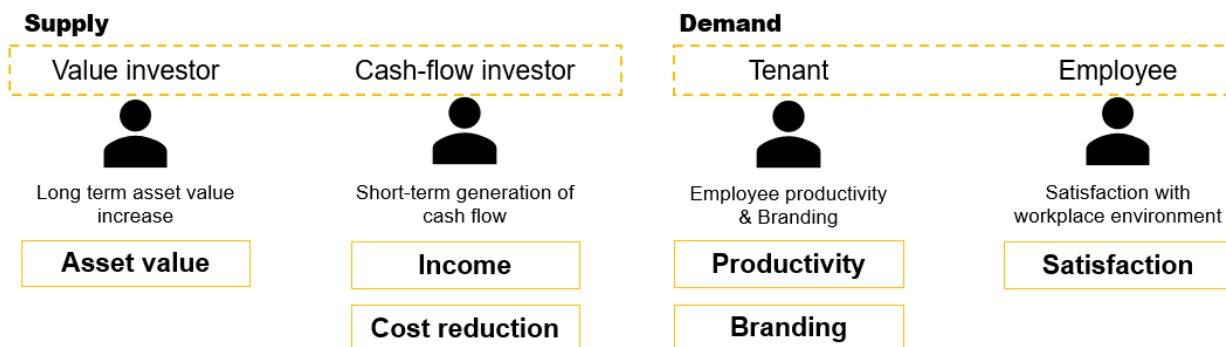 Supply
Demand
Value investor
Cash-flow investor
Tenant
Employee
Long term asset value
increase
Short-term generation of
cash flow
Employee productivity
& Branding
Satisfaction with
workplace environment
Asset value
Income
Productivity
Satisfaction
Cost reduction
Branding